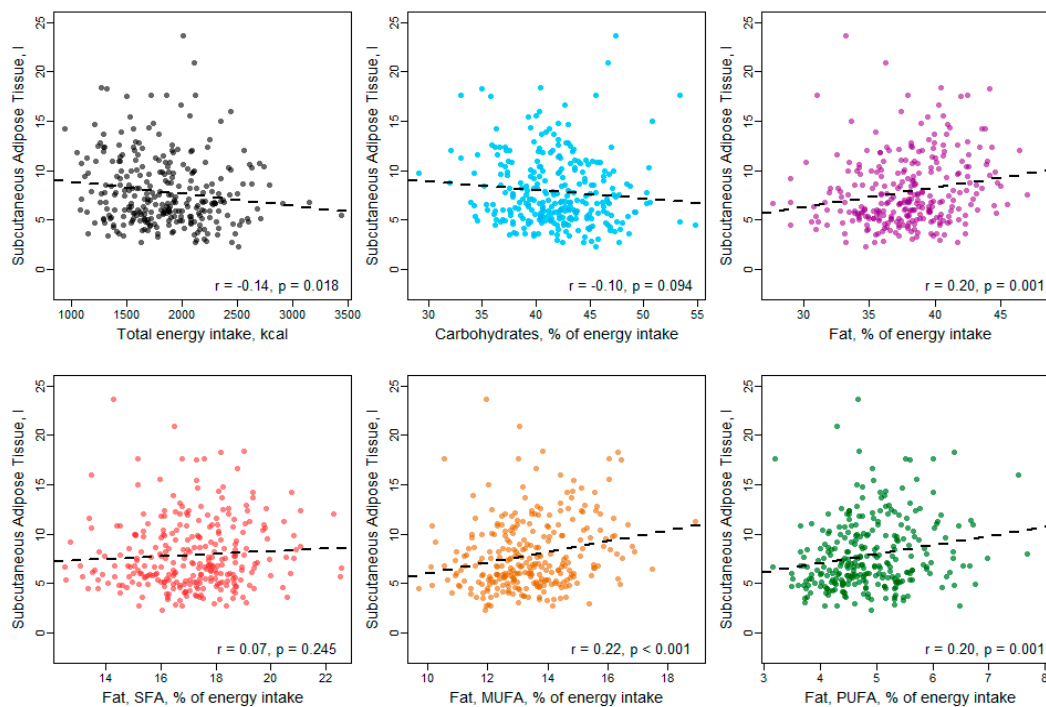 Subcutaneous Adipose Tissue, l
25
20
15
10
5
0
r = -0.14, p = 0.018
1000 1500 2000 2500 3000 3500
Total energy intake, kcal
Subcutaneous Adipose Tissue, l
25
20
15
10
5
0
r = -0.10, p = 0.094
30 35 40 45 50 55
Carbohydrates, % of energy intake
Subcutaneous Adipose Tissue, l
25
20
15
10
5
0
r = 0.20, p = 0.001
30 35 40 45
Fat, % of energy intake
Subcutaneous Adipose Tissue, l
25
20
15
10
5
0
r = 0.07, p = 0.245
14 16 18 20 22
Fat, SFA, % of energy intake
Subcutaneous Adipose Tissue, l
25
20
15
10
5
0
r = 0.22, p < 0.001
10 12 14 16 18
Fat, MUFA, % of energy intake
Subcutaneous Adipose Tissue, l
25
20
15
10
5
0
r = 0.20, p = 0.001
3 4 5 6 7 8
Fat, PUFA, % of energy intake